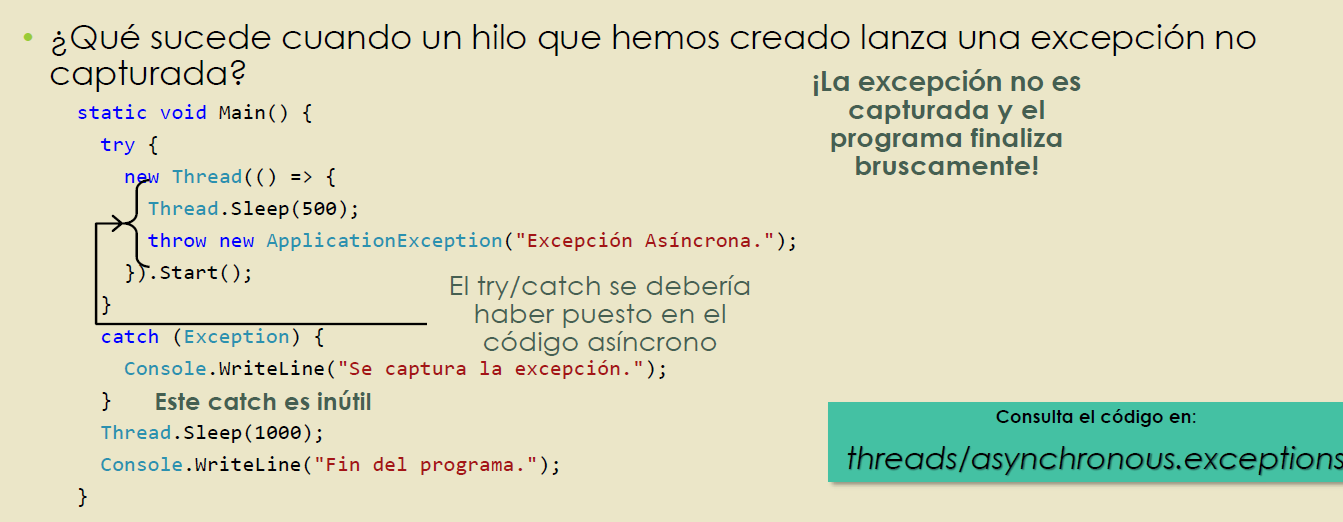 • ¿Qué sucede cuando un hilo que hemos creado lanza una excepción no
capturada?
¡La excepción no es
capturada y el
programa finaliza
bruscamente!
static void Main() {
try {
new Thread(() => {
Thread.Sleep(500);
throw new ApplicationException("Excepción Asíncrona.");
}).Start();
}
El try/catch se debería
haber puesto en el
código asíncrono
catch (Exception) {
Console.WriteLine("Se captura la excepción.");
} Este catch es inútil
Thread.Sleep(1000);
Console.WriteLine("Fin del programa.");
}
Consulta el código en:
threads/asynchronous.exceptions